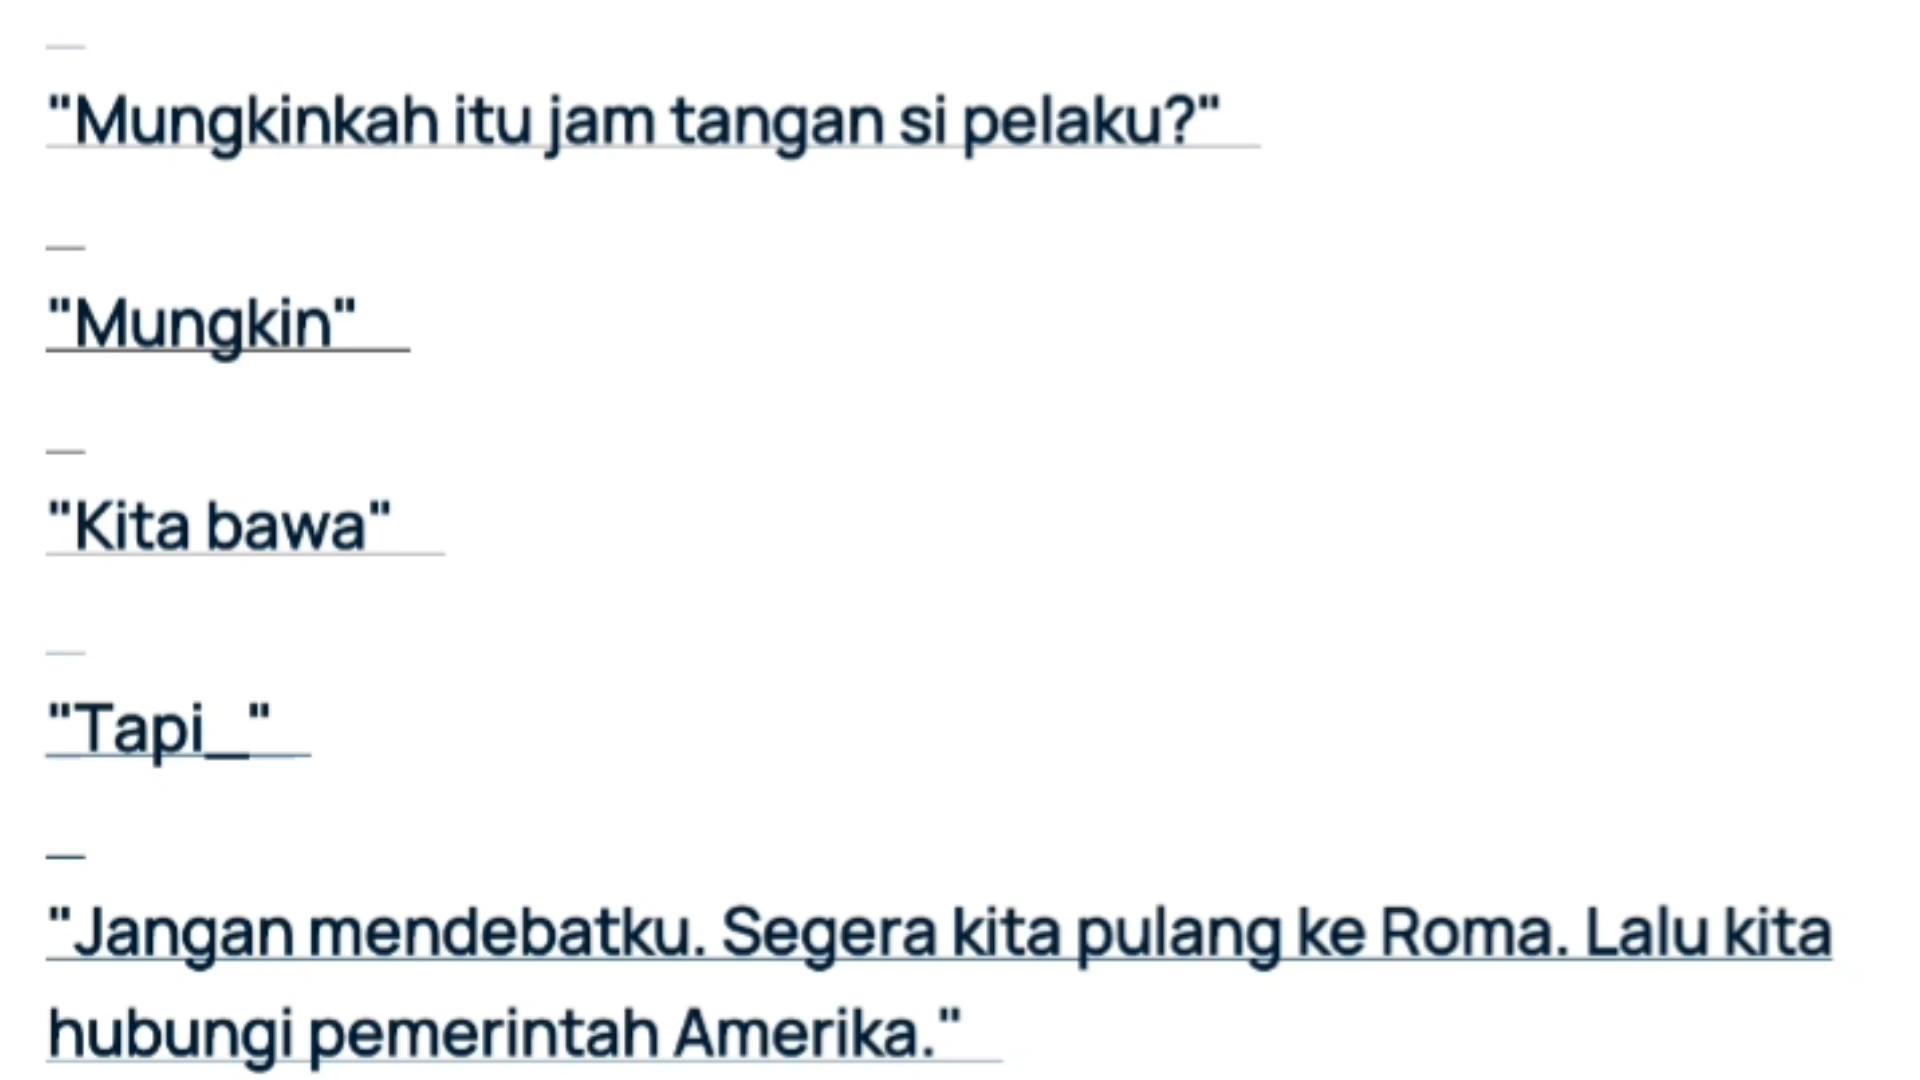 "Mungkinkah itu jam tangan si pelaku?"
"Mungkin"
"Kita bawa"
"Tapi_"
"Jangan mendebatku. Segera kita pulang ke Roma. Lalu kita
hubungi pemerintah Amerika."